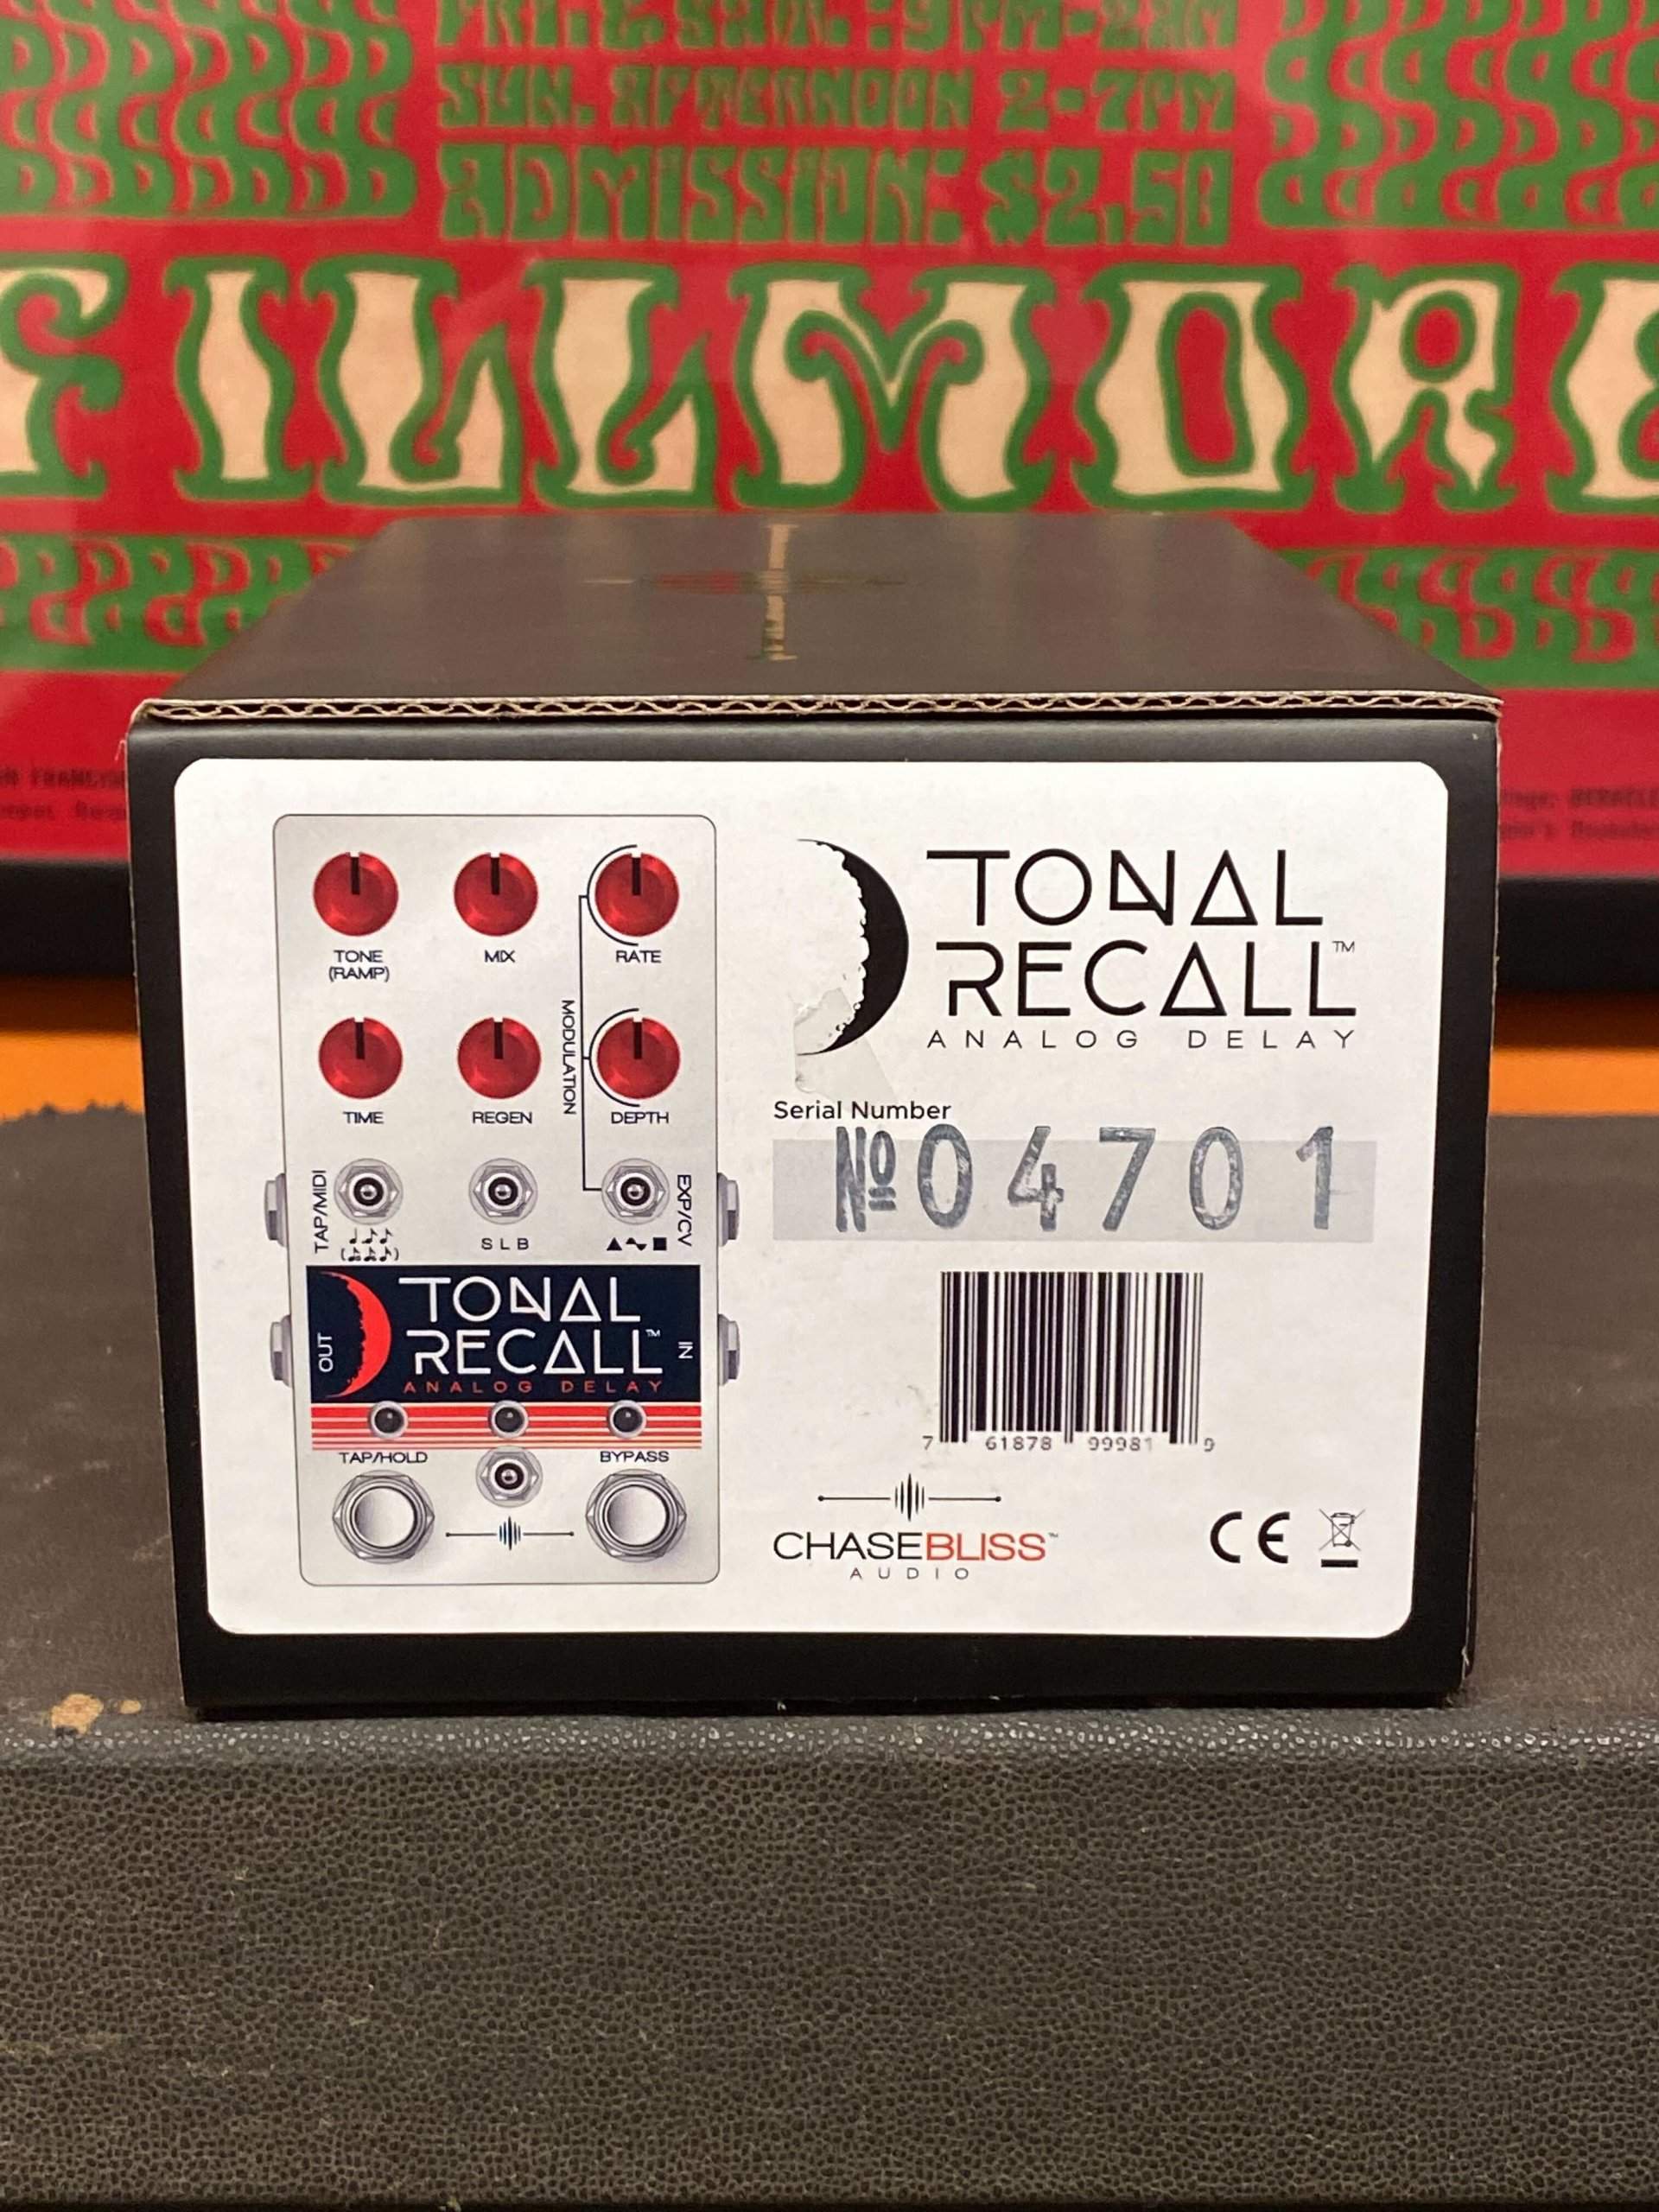 FRI. & SAT. : 9PM-2AM
SUN. AFTERNOON 2-7PM
ADMISSION: $2.50
FILLMORE
TONE
(RAMP)
MIX
RATE
MODULATION
TIME
REGEN
DEPTH
TAP/MIDI
S L B
EXP/CV
OUT
TONAL
RECALL™
ANALOG DELAY
IN
TAP/HOLD
BYPASS
TONAL
RECALL™
ANALOG DELAY
Serial Number
№04701
7 61878 99981 9
CHASEBLISS™
AUDIO
CE